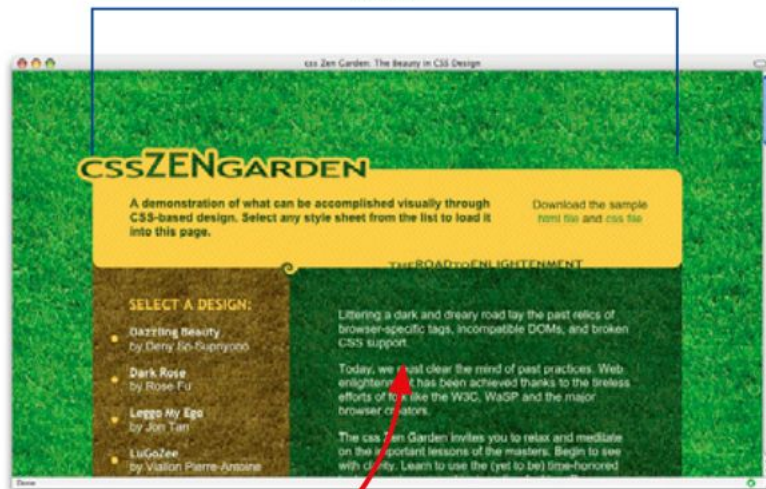 css Zen Garden: The Beauty in CSS Design
cssZENGARDEN
A demonstration of what can be accomplished visually through
CSS-based design. Select any style sheet from the list to load it
into this page.
Download the sample
html file and css file
THEROADTOENLIGHTENMENT
SELECT A DESIGN:
Dazzling Beauty
by Deny Sri Supriyono
Dark Rose
by Rose Fu
Leggo My Ego
by Jon Tan
LuGoZee
by Viallon Pierre-Antoine
Littering a dark and dreary road lay the past relics of
browser-specific tags, incompatible DOMs, and broken
CSS support.
Today, we must clear the mind of past practices. Web
enlightenment has been achieved thanks to the tireless
efforts of folk like the W3C, WaSP and the major
browser creators.
The css Zen Garden invites you to relax and meditate
on the important lessons of the masters. Begin to see
with clarity. Learn to use the (yet to be) time-honored
Done